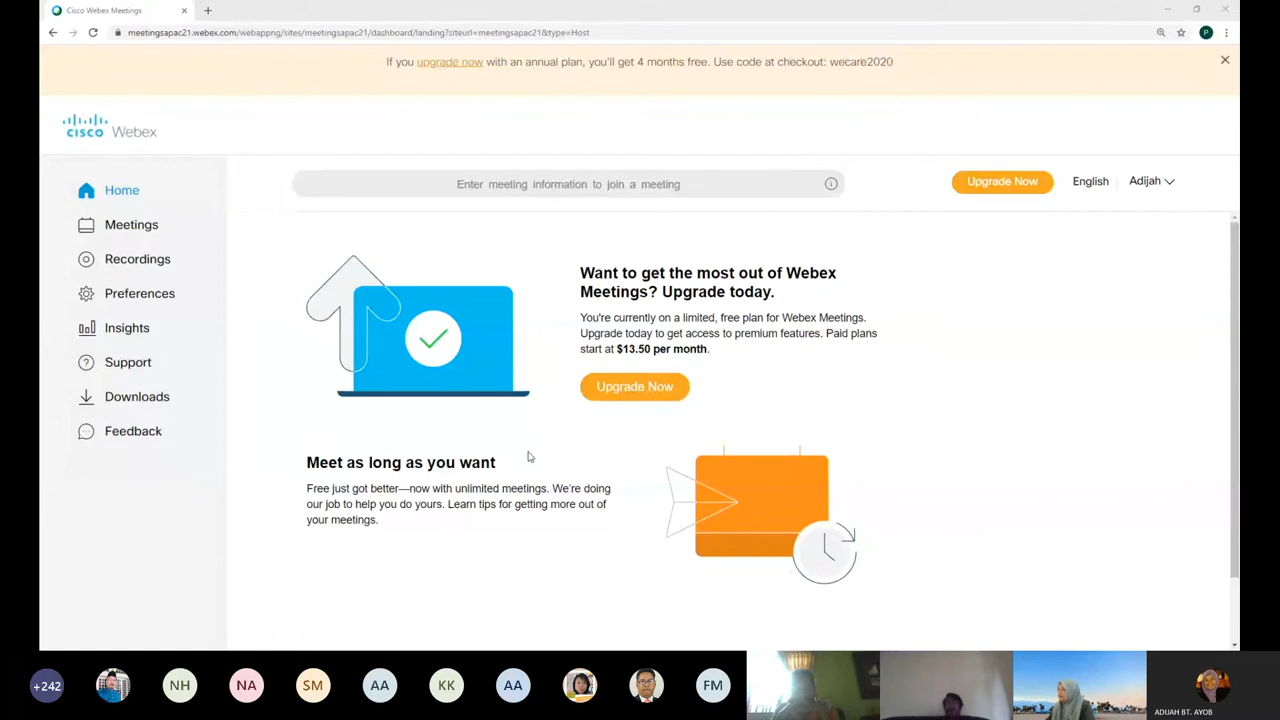 Cisco Webex Meetings
meetingsapac21.webex.com/webappng/sites/meetingsapac21/dashboard/landing?siteurl=meetingsapac21&type=Host
P
If you upgrade now with an annual plan, you'll get 4 months free. Use code at checkout: wecare2020
cisco Webex
Enter meeting information to join a meeting
Upgrade Now
English
Adijah
Home
Meetings
Recordings
Preferences
Insights
Support
Downloads
Feedback
Want to get the most out of Webex
Meetings? Upgrade today.
You're currently on a limited, free plan for Webex Meetings.
Upgrade today to get access to premium features. Paid plans
start at $13.50 per month.
Upgrade Now
Meet as long as you want
Free just got better—now with unlimited meetings. We're doing
our job to help you do yours. Learn tips for getting more out of
your meetings.
+242
NH
NA
SM
AA
KK
AA
FM
ADIJAH BT. AYOB